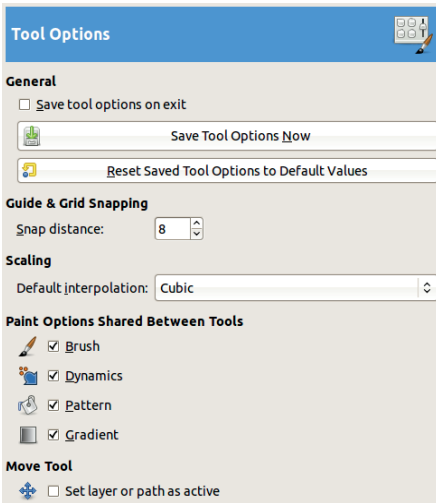 Tool Options
General
Save tool options on exit
Save Tool Options Now
Reset Saved Tool Options to Default Values
Guide & Grid Snapping
Snap distance: 8
Scaling
Default interpolation: Cubic
Paint Options Shared Between Tools
Brush
Dynamics
Pattern
Gradient
Move Tool
Set layer or path as active